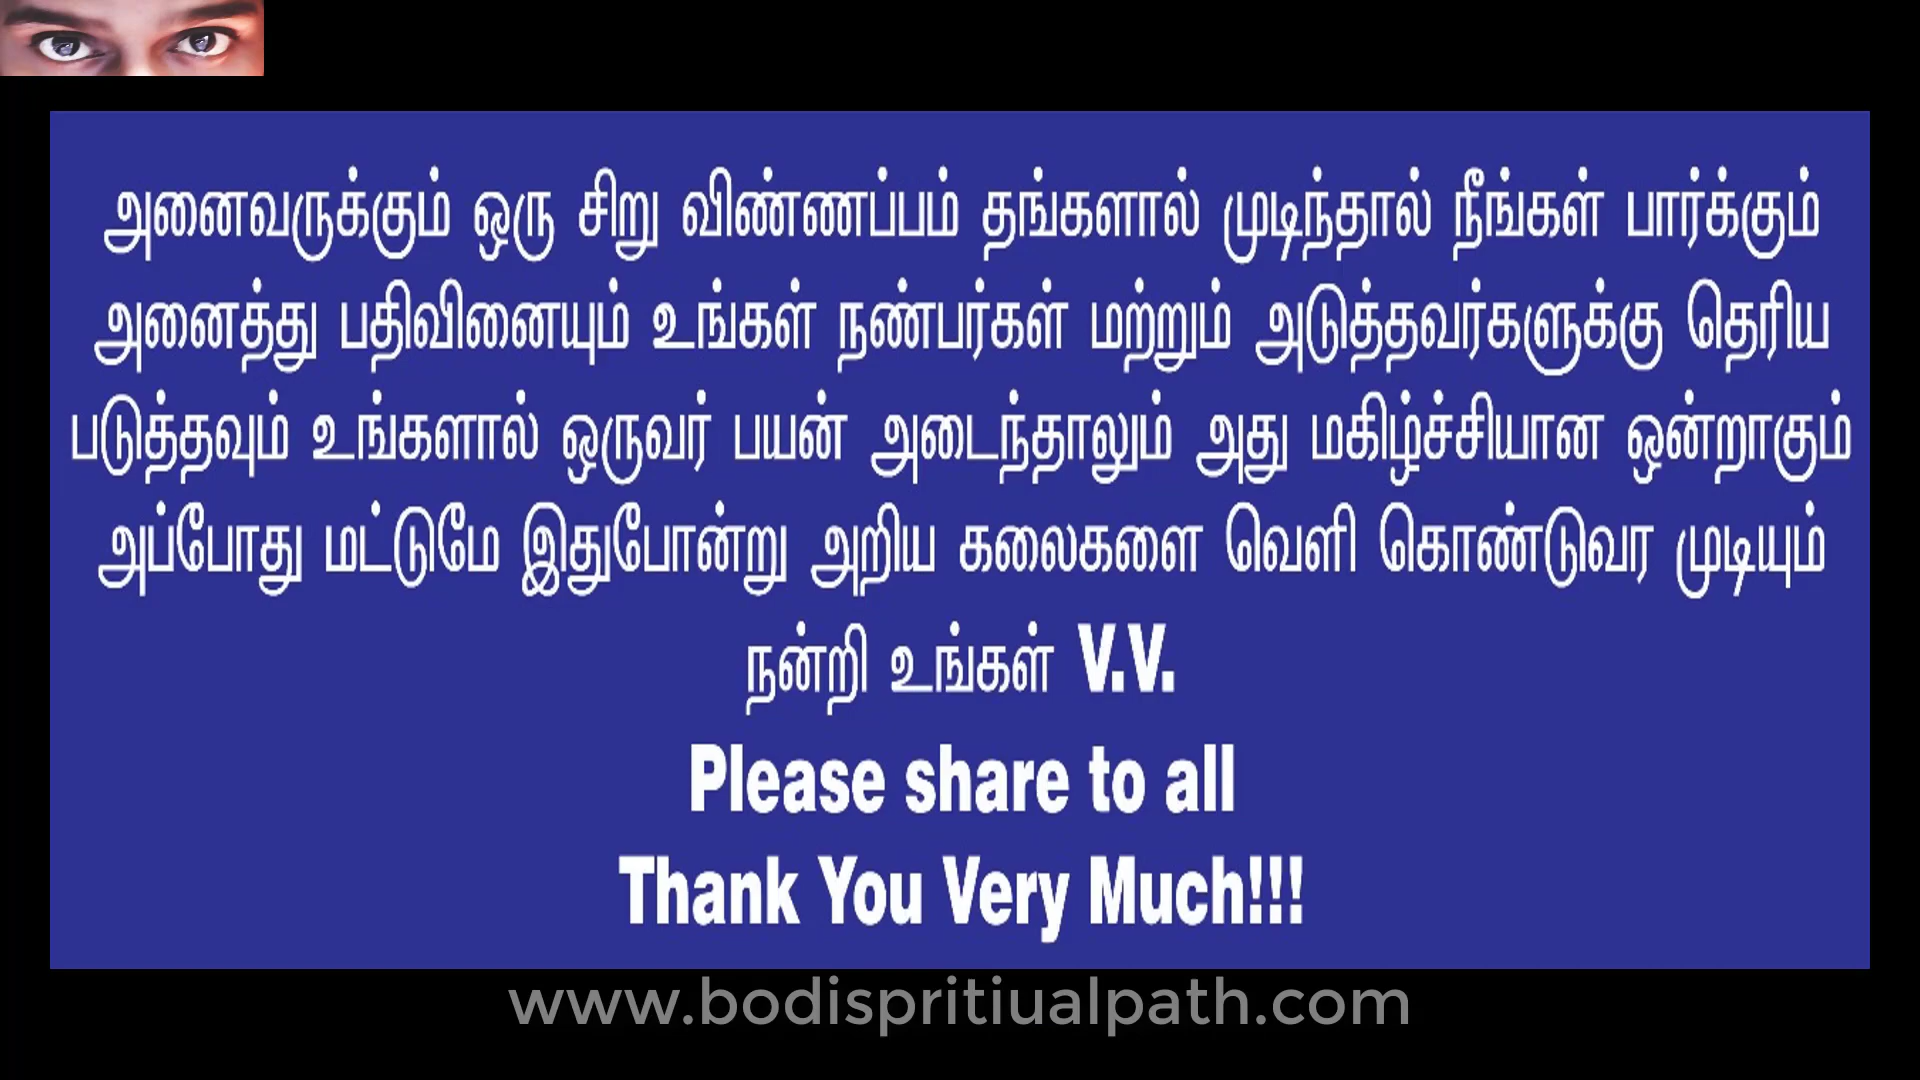 அனைவருக்கும் ஒரு சிறு விண்ணப்பம் தங்களால் முடிந்தால் நீங்கள் பார்க்கும்
அனைத்து பதிவினையும் உங்கள் நண்பர்கள் மற்றும் அடுத்தவர்களுக்கு தெரிய
படுத்தவும் உங்களால் ஒருவர் பயன் அடைந்தாலும் அது மகிழ்ச்சியான ஒன்றாகும்
அப்போது மட்டுமே இதுபோன்று அறிய கலைகளை வெளி கொண்டுவர முடியும்
நன்றி உங்கள் V.V.
Please share to all
Thank You Very Much!!!
www.bodispritiualpath.com